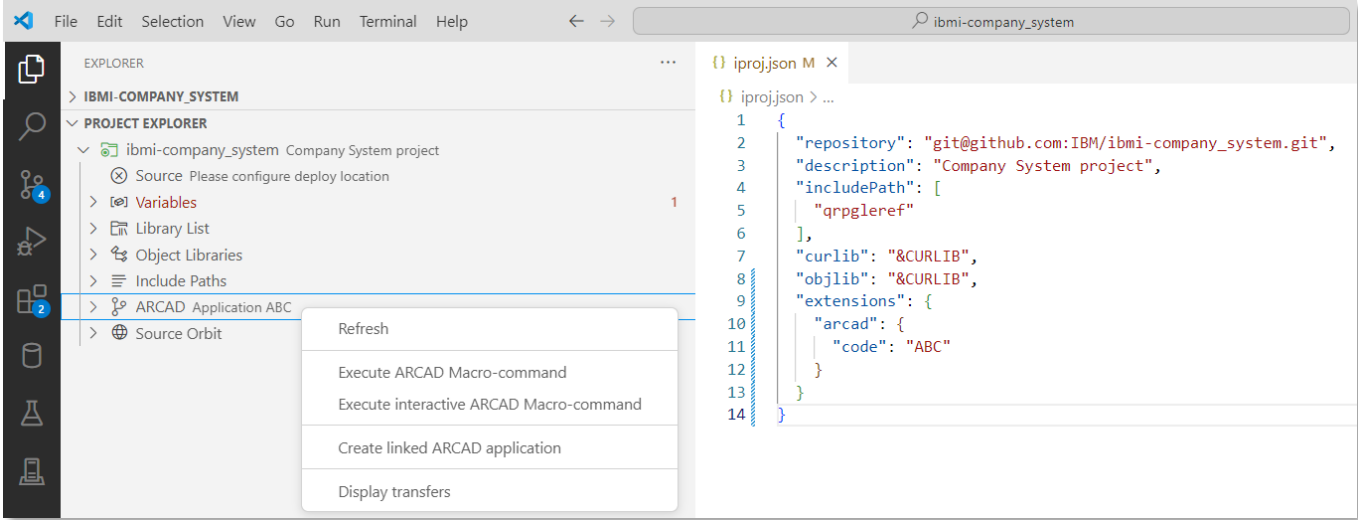 File Edit Selection View Go Run Terminal Help
ibmi-company_system
EXPLORER
IBMI-COMPANY_SYSTEM
PROJECT EXPLORER
ibmi-company_system Company System project
Source Please configure deploy location
Variables 1
Library List
Object Libraries
Include Paths
ARCAD Application ABC
Source Orbit
4
2
Refresh
Execute ARCAD Macro-command
Execute interactive ARCAD Macro-command
Create linked ARCAD application
Display transfers
{} iproj.json M ×
{} iproj.json > ...
1 {
2 "repository": "git@github.com:IBM/ibmi-company_system.git",
3 "description": "Company System project",
4 "includePath": [
5 "qrpgleref"
6 ],
7 "curlib": "&CURLIB",
8 "objlib": "&CURLIB",
9 "extensions": {
10 "arcad": {
11 "code": "ABC"
12 }
13 }
14 }